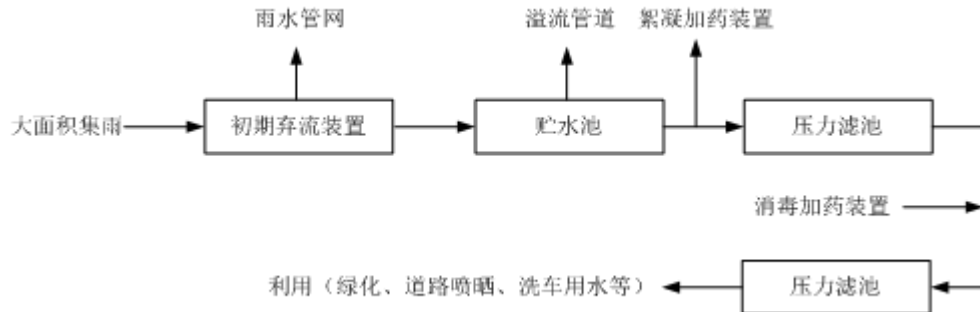 雨水管网
溢流管道
絮凝加药装置
大面积集雨
初期弃流装置
贮水池
压力滤池
消毒加药装置
利用（绿化、道路喷晒、洗车用水等）
压力滤池